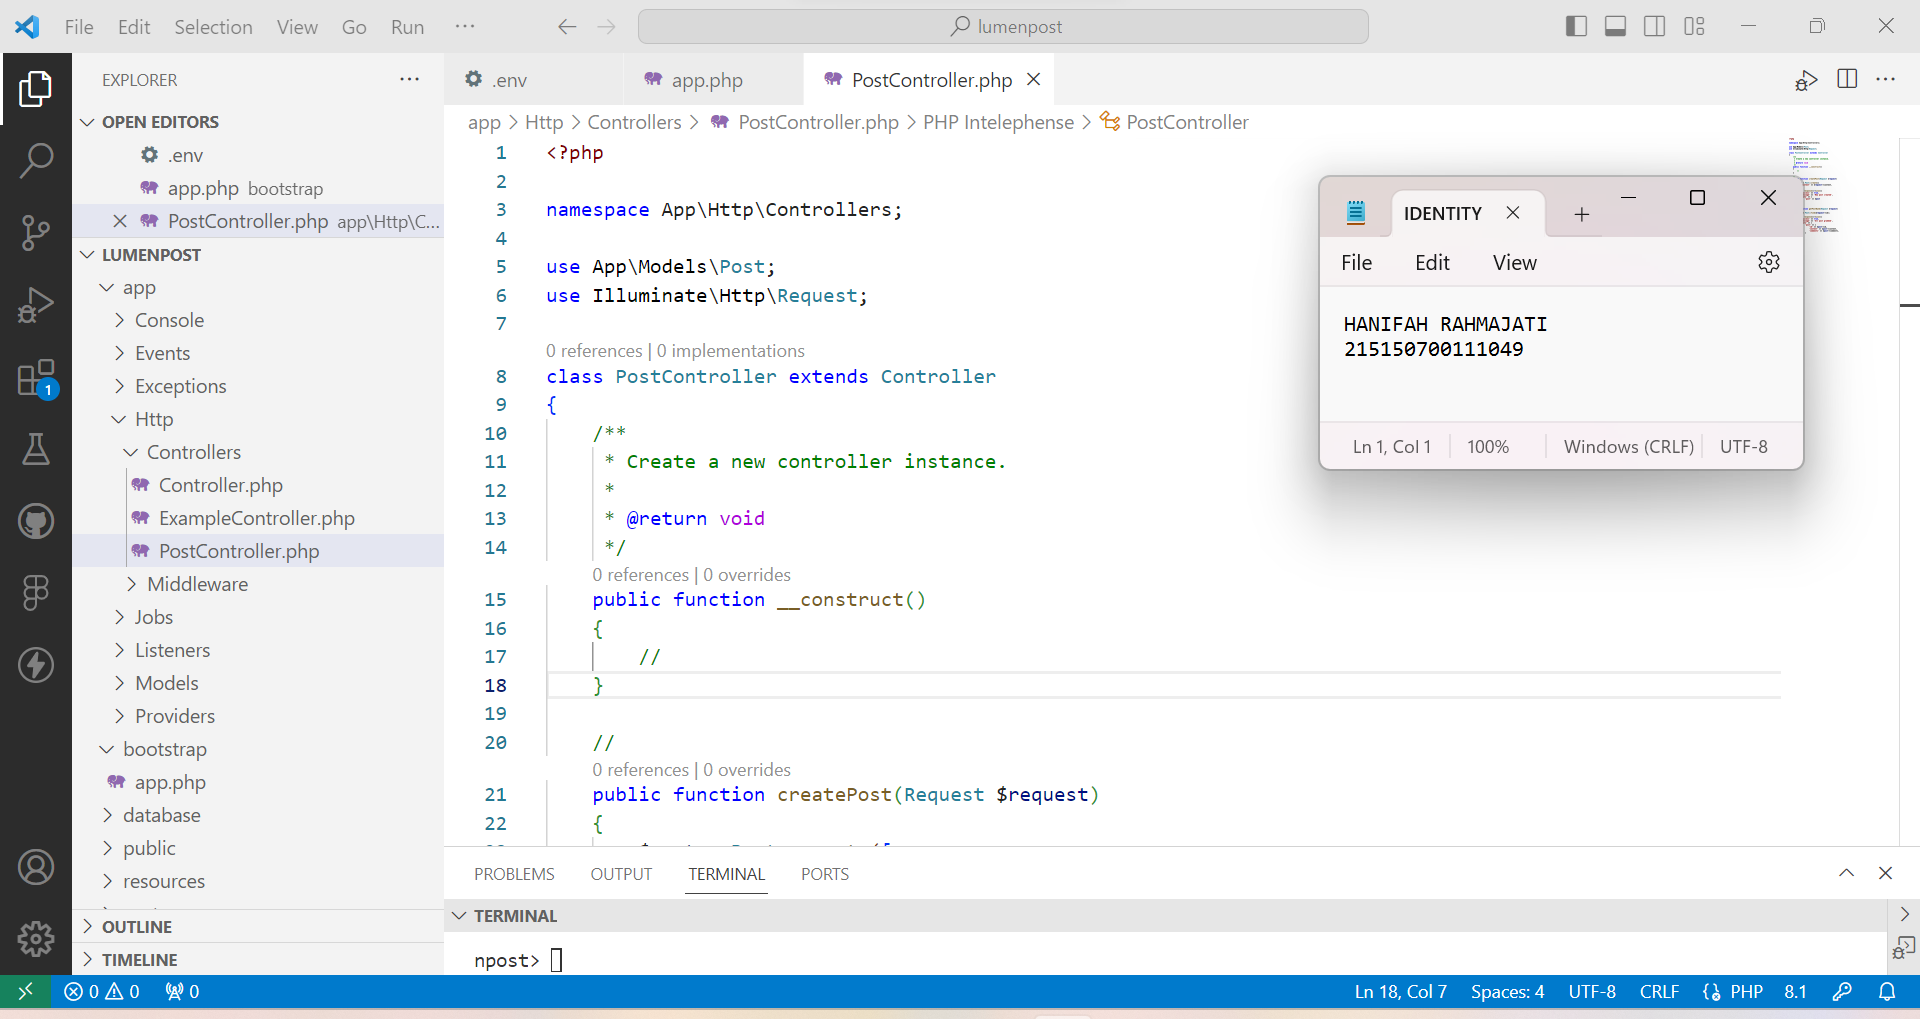 File Edit Selection View Go Run ··· lumenpost
EXPLORER ···
OPEN EDITORS
.env
app.php bootstrap
PostController.php app\Http\C...
LUMENPOST
app
Console
Events
Exceptions
Http
Controllers
Controller.php
ExampleController.php
PostController.php
Middleware
Jobs
Listeners
Models
Providers
bootstrap
app.php
database
public
resources
OUTLINE
TIMELINE
1
.env app.php PostController.php
app > Http > Controllers > PostController.php > PHP Intelephense > PostController
1 <?php
2
3 namespace App\Http\Controllers;
4
5 use App\Models\Post;
6 use Illuminate\Http\Request;
7
0 references | 0 implementations
8 class PostController extends Controller
9 {
10 /**
11 * Create a new controller instance.
12 *
13 * @return void
14 */
0 references | 0 overrides
15 public function __construct()
16 {
17 //
18 }
19
20 //
0 references | 0 overrides
21 public function createPost(Request $request)
22 {
IDENTITY
File Edit View
HANIFAH RAHMAJATI
215150700111049
Ln 1, Col 1 100% Windows (CRLF) UTF-8
PROBLEMS OUTPUT TERMINAL PORTS
TERMINAL
npost>
0 0 0 Ln 18, Col 7 Spaces: 4 UTF-8 CRLF PHP 8.1